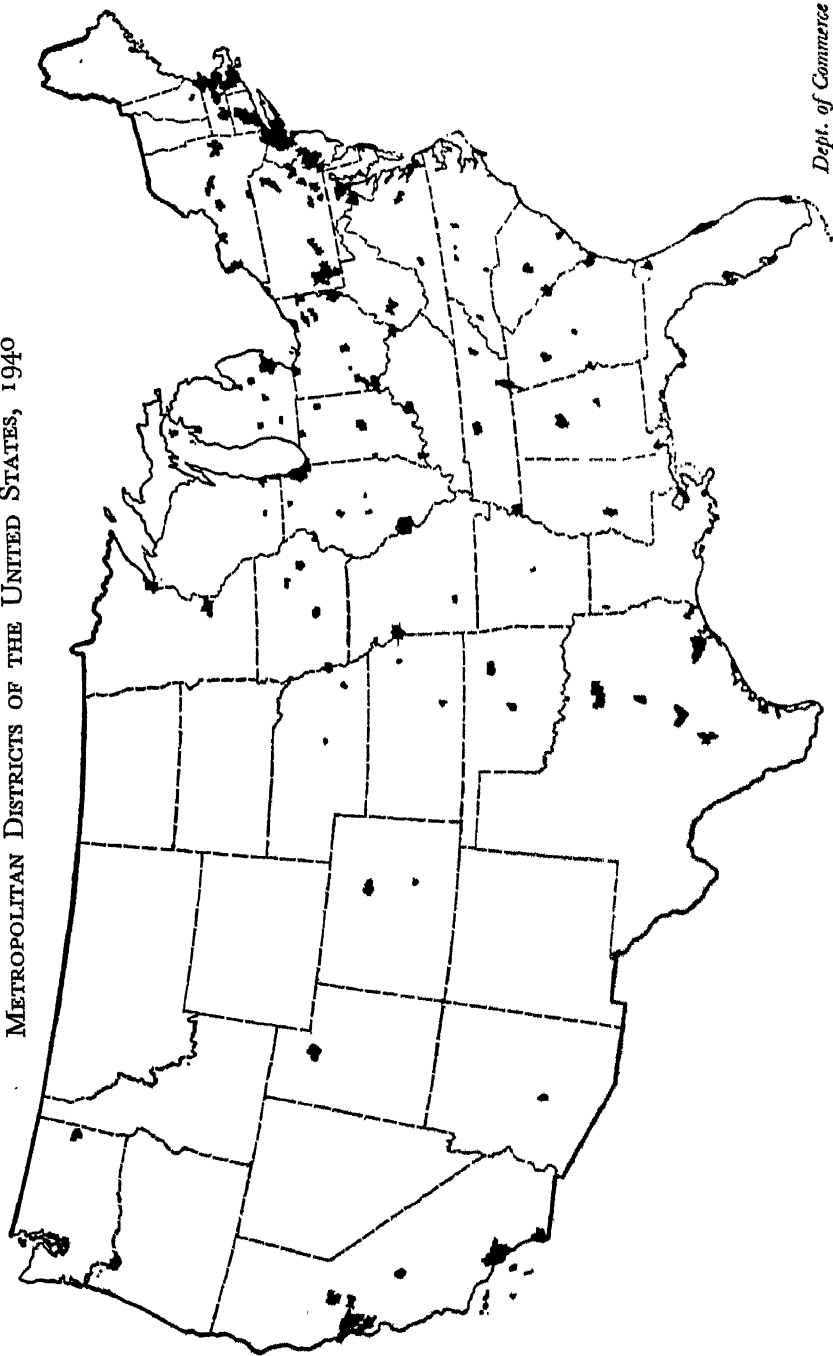 METROPOLITAN DISTRICTS OF THE UNITED STATES, 1940
Dept. of Commerce